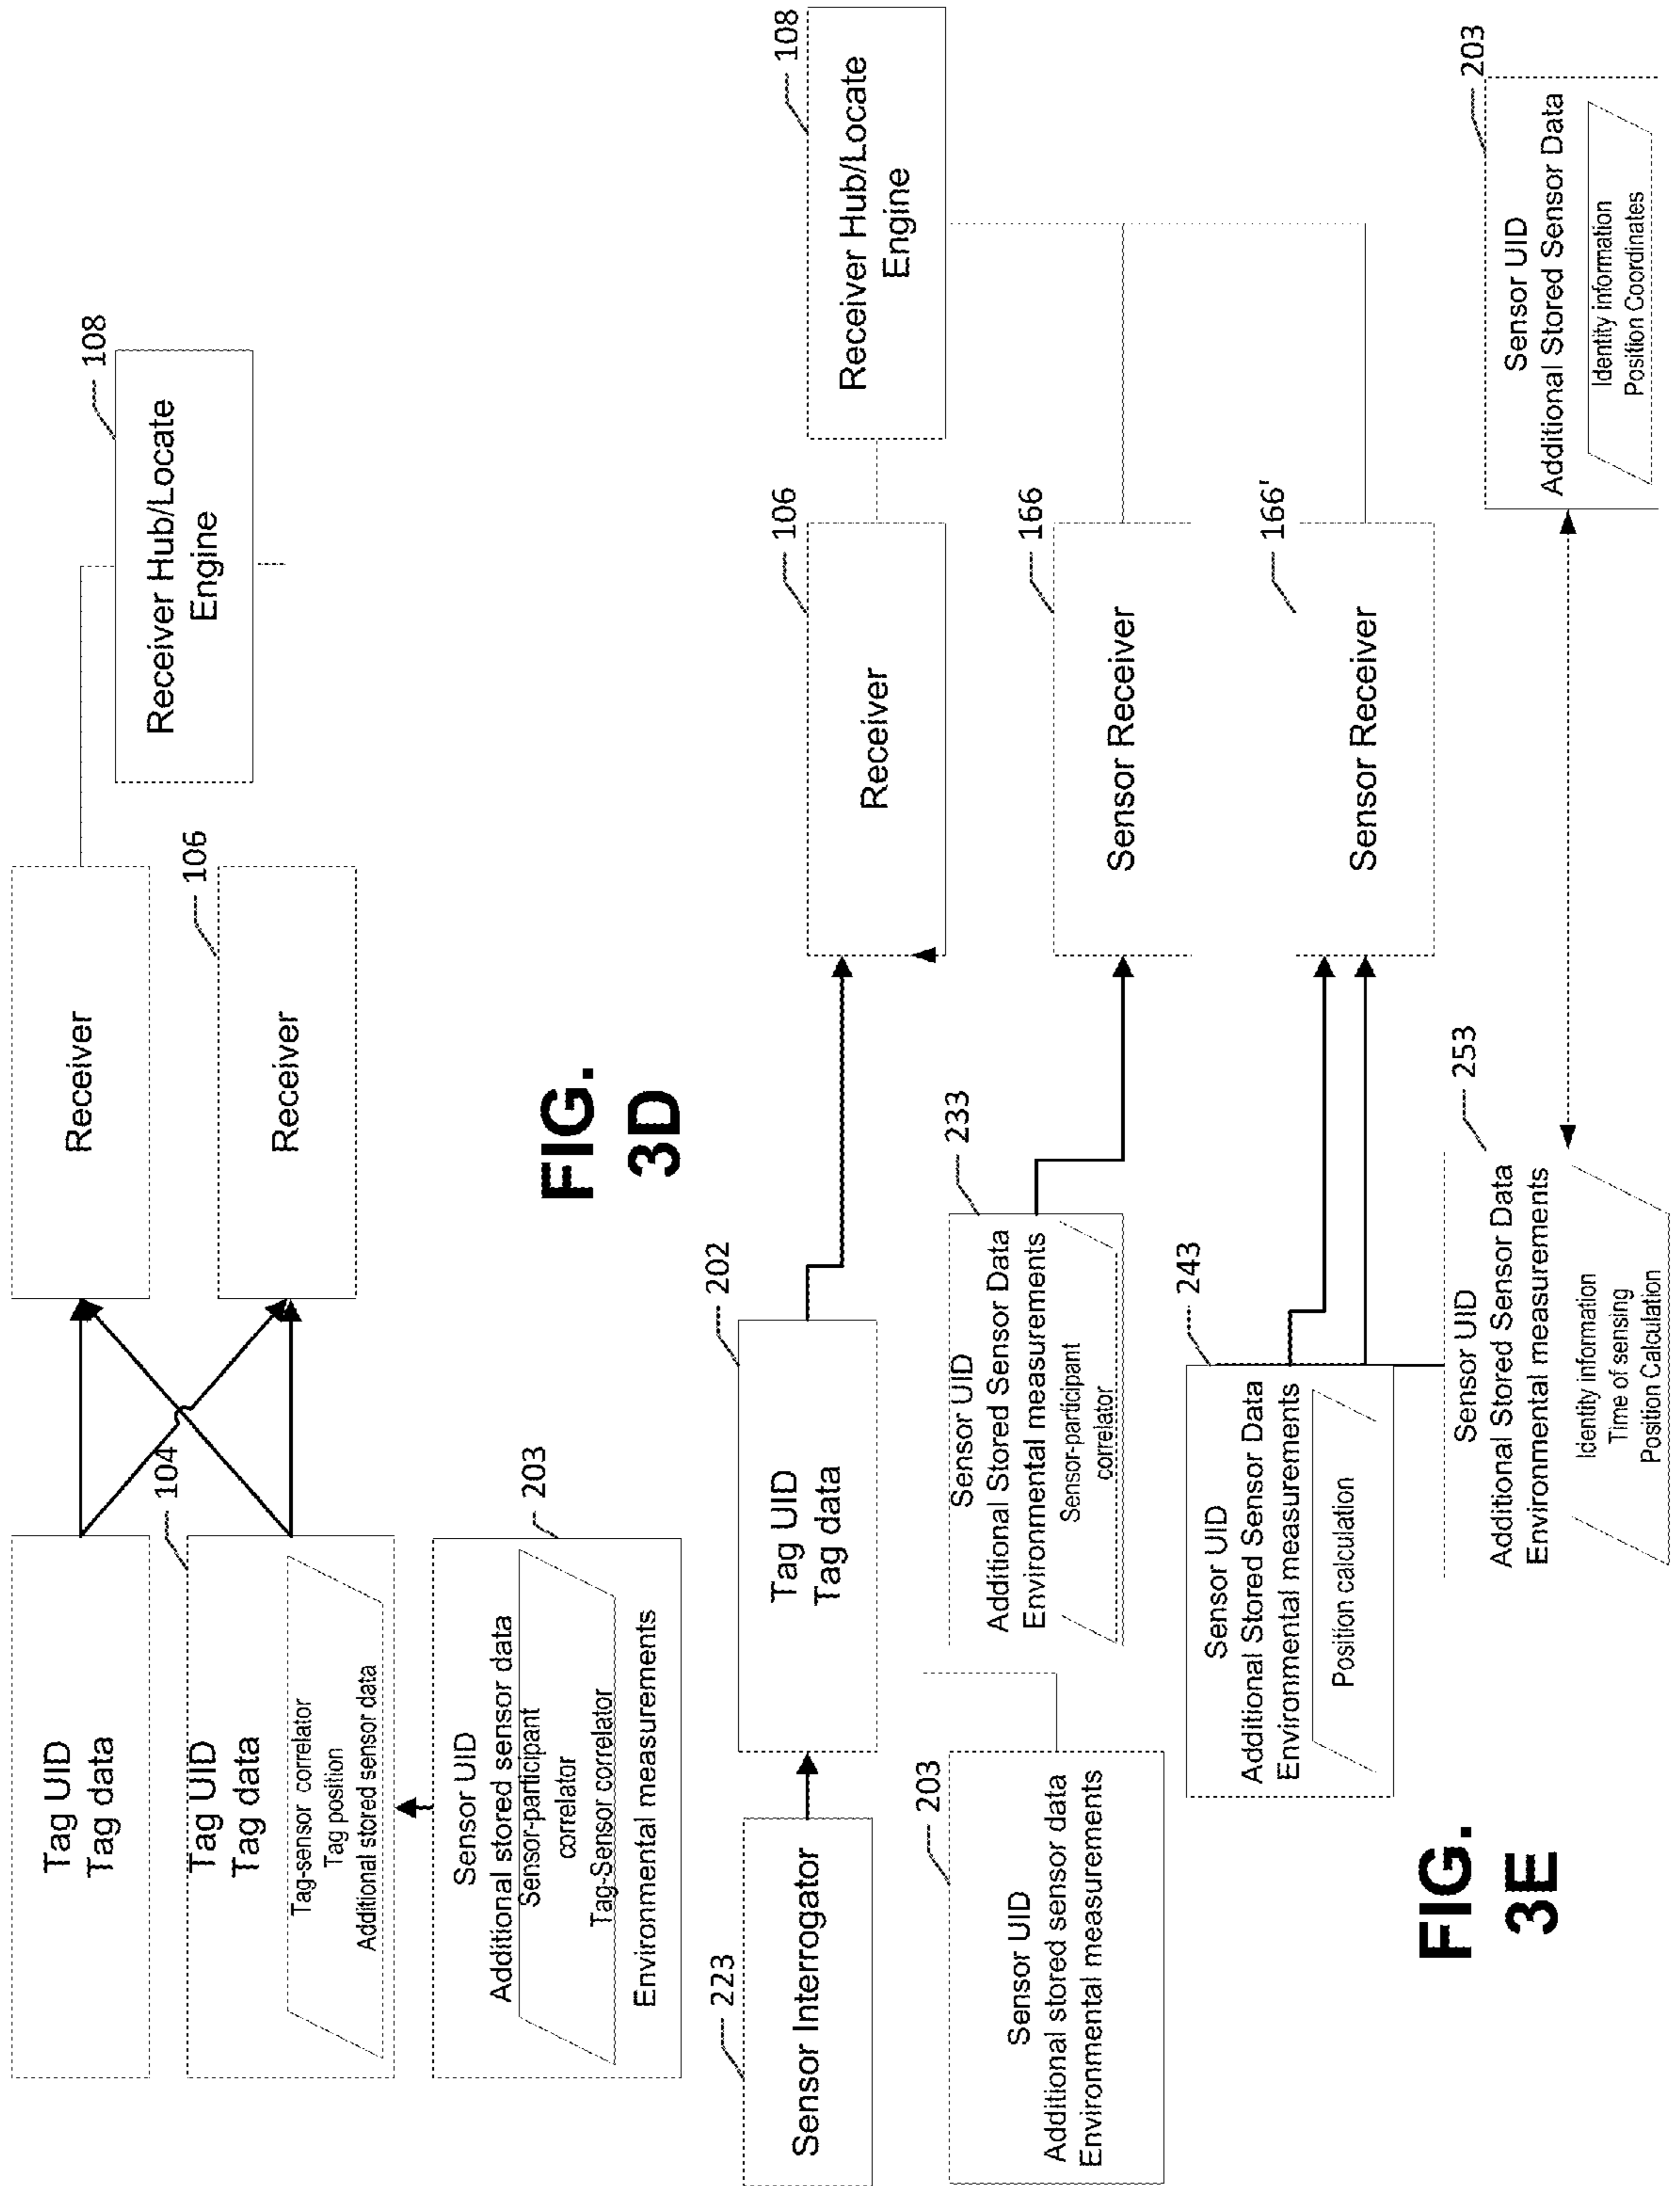 Tag UID
Tag data
104
Tag UID
Tag data
Tag-sensor correlator
Tag position
Additional stored sensor data
203
Sensor UID
Additional stored sensor data
Sensor-participant
correlator
Tag-Sensor correlator
Environmental measurements
Receiver
106
Receiver
108
Receiver Hub/Locate
Engine
FIG.
3D
223
Sensor Interrogator
202
Tag UID
Tag data
106
Receiver
108
Receiver Hub/Locate
Engine
203
Sensor UID
Additional stored sensor data
Environmental measurements
233
Sensor UID
Additional Stored Sensor Data
Environmental measurements
Sensor-participant
correlator
166
Sensor Receiver
166'
Sensor Receiver
243
Sensor UID
Additional Stored Sensor Data
Environmental measurements
Position calculation
253
Sensor UID
Additional Stored Sensor Data
Environmental measurements
Identity information
Time of sensing
Position Calculation
203
Sensor UID
Additional Stored Sensor Data
Identity information
Position Coordinates
FIG.
3E